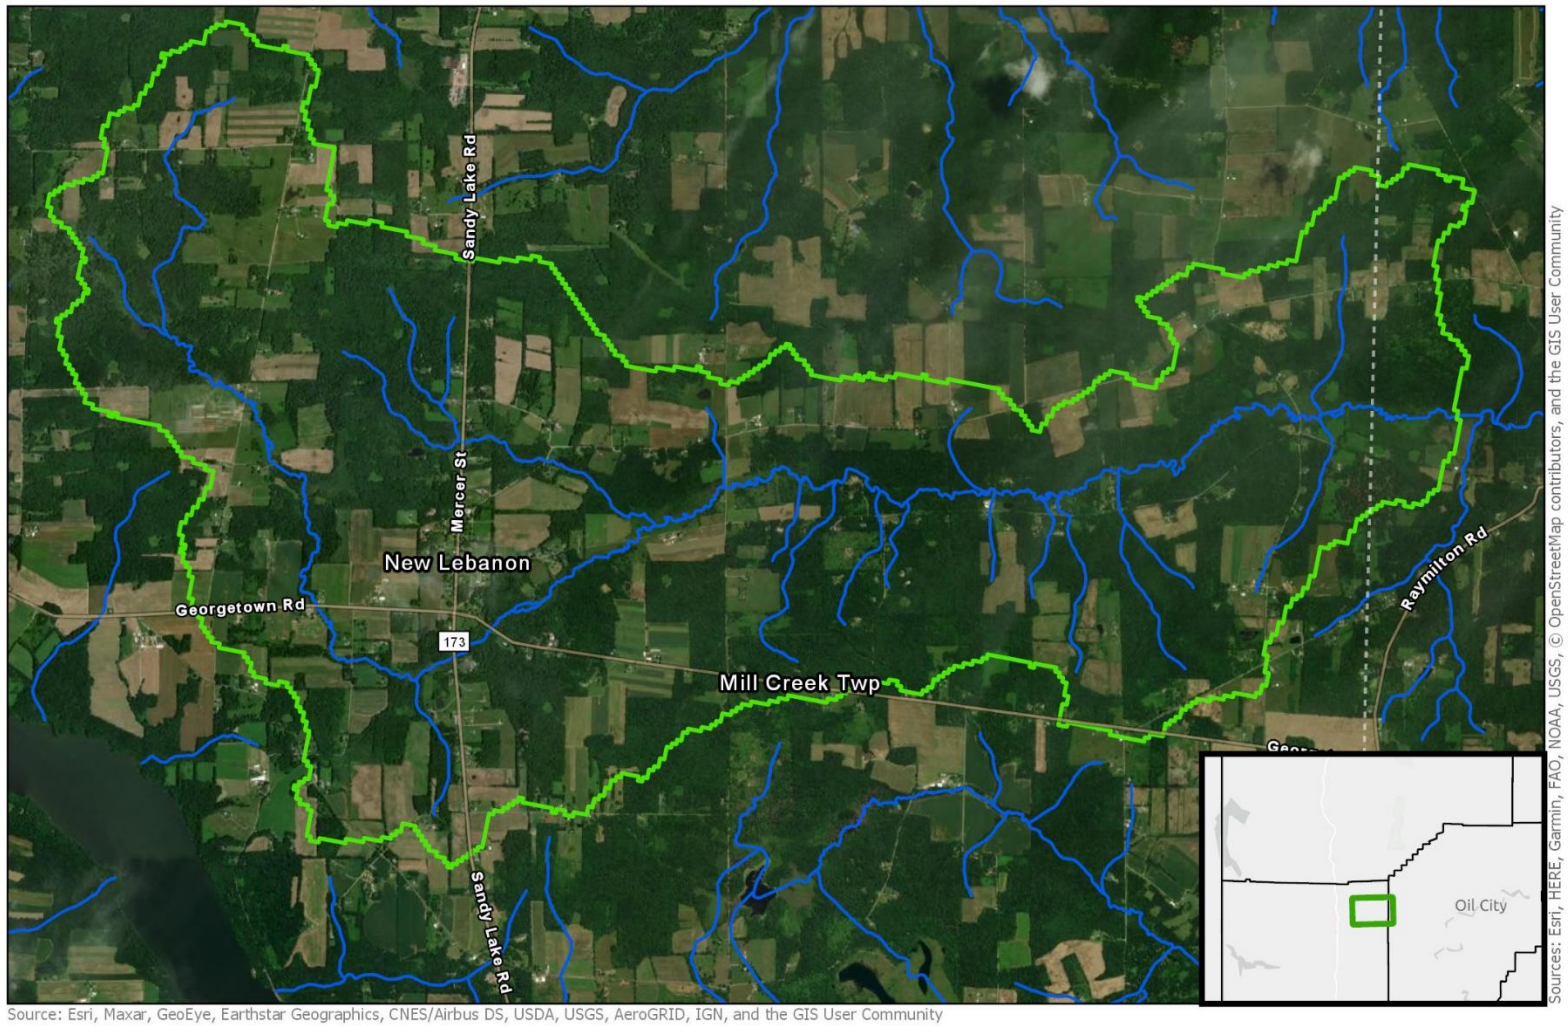 Sandy Lake Rd
Mercer St
New Lebanon
Georgetown Rd
173
Mill Creek Twp
Raymilton Rd
Sandy Lake Rd
Oil City
Sources: Esri, HERE, Garmin, FAO, NOAA, USGS, © OpenStreetMap contributors, and the GIS User Community
Source: Esri, Maxar, GeoEye, Earthstar Geographics, CNES/Airbus DS, USDA, USGS, AeroGRID, IGN, and the GIS User Community